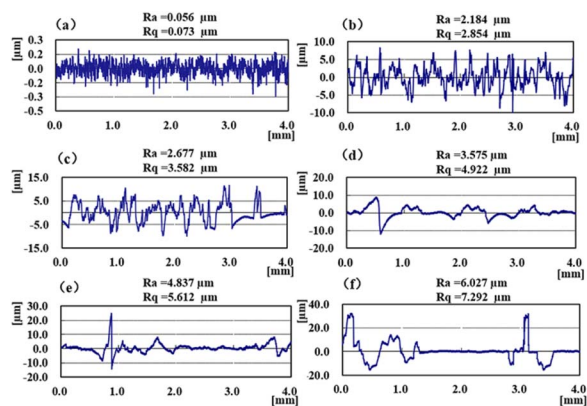 Ra =0.056 µm
Rq =0.073 µm
(a)
[µm]
0.3
0.2
0.0
-0.2
-0.3
-0.5
0.0 1.0 2.0 3.0 4.0
[mm]
Ra =2.184 µm
Rq =2.854 µm
(b)
[µm]
10.0
5.0
0.0
-5.0
-10.0
0.0 1.0 2.0 3.0 4.0
[mm]
Ra =2.677 µm
Rq =3.582 µm
(c)
[µm]
15.0
5.0
-5.0
-15.0
0.0 1.0 2.0 3.0 4.0
[mm]
Ra =3.575 µm
Rq =4.922 µm
(d)
[µm]
20.0
10.0
0.0
-10.0
-20.0
0.0 1.0 2.0 3.0 4.0
[mm]
Ra =4.837 µm
Rq =5.612 µm
(e)
[µm]
30.0
20.0
10.0
0.0
-10.0
-20.0
0.0 1.0 2.0 3.0 4.0
[mm]
Ra =6.027 µm
Rq =7.292 µm
(f)
[µm]
40.0
20.0
0.0
-20.0
0.0 1.0 2.0 3.0 4.0
[mm]